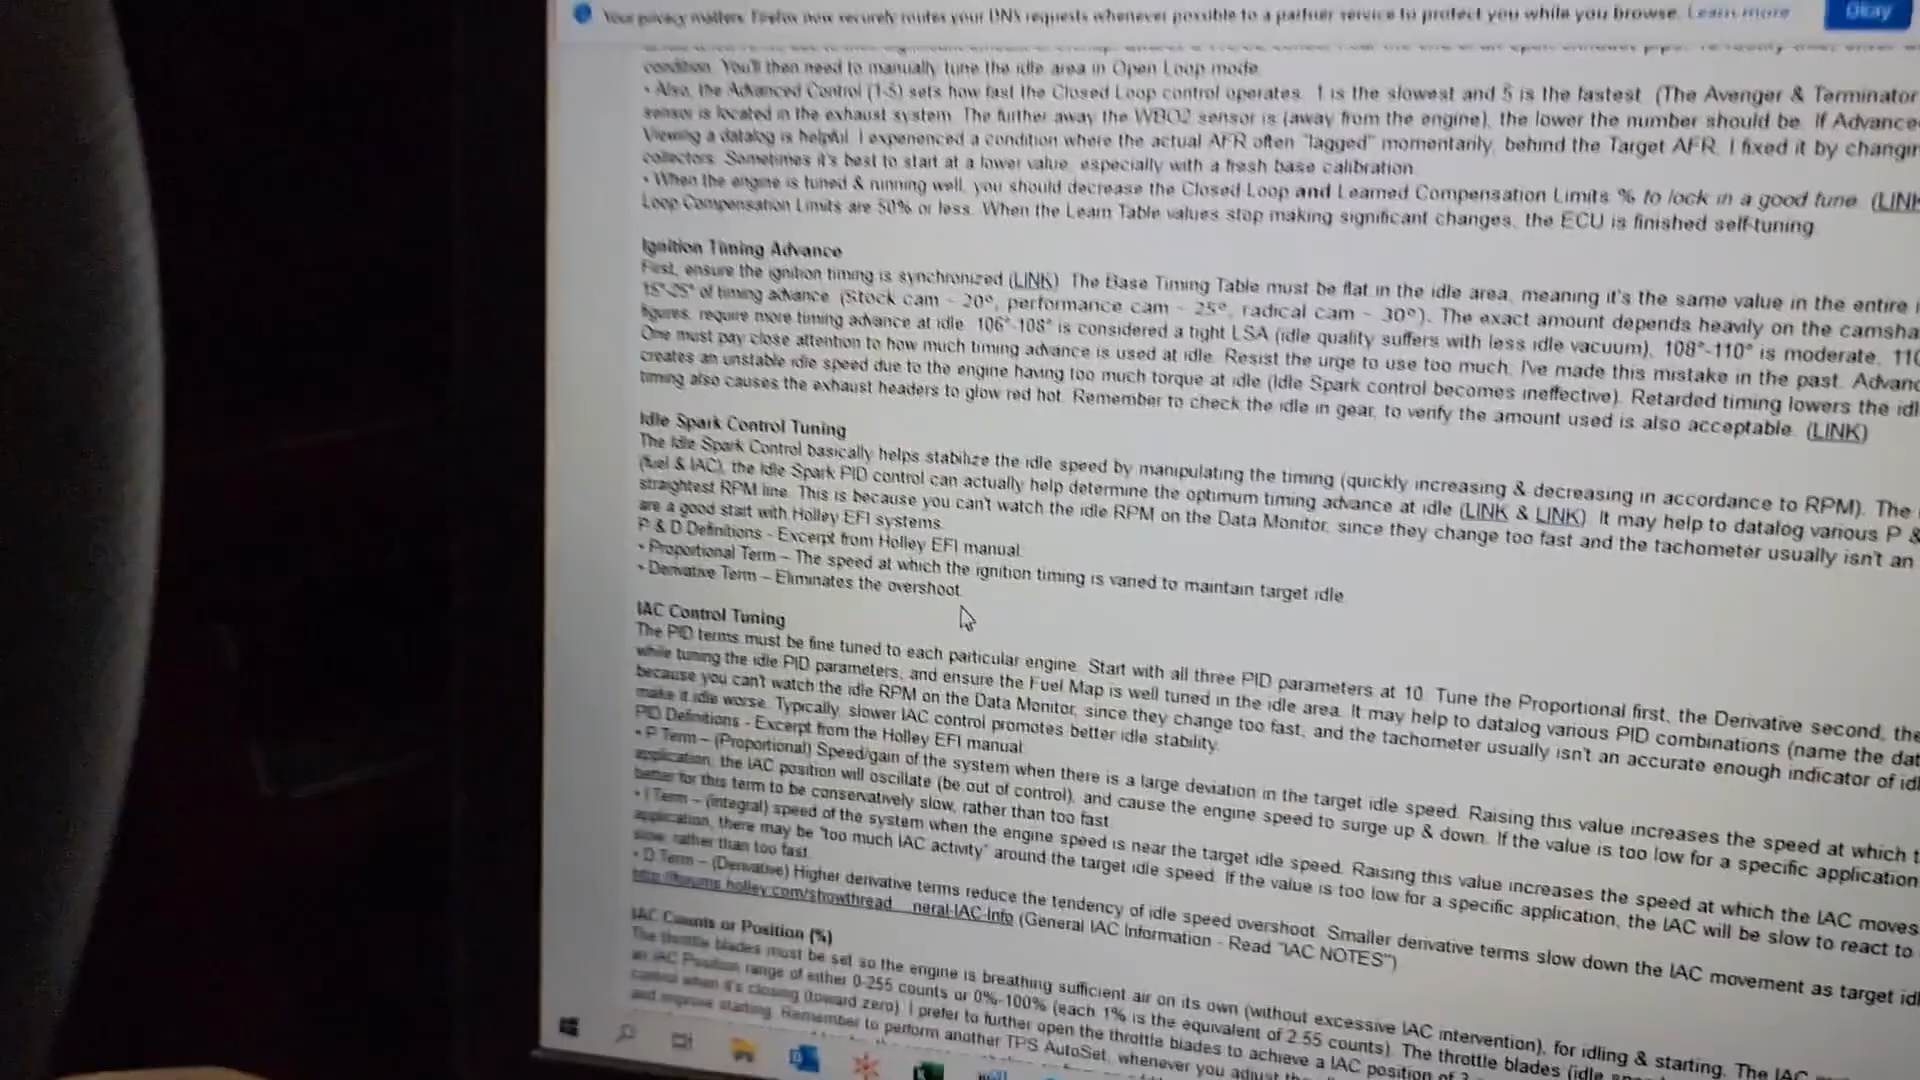 Your privacy matters. Firefox now securely routes your DNS requests whenever possible to a partner service to protect you while you browse. Learn more
Okay
condition. You'll then need to manually tune the idle area in Open Loop mode.
• Also, the Advanced Control (1-5) sets how fast the Closed Loop control operates. 1 is the slowest and 5 is the fastest. (The Avenger & Terminator
sensor is located in the exhaust system. The further away the WBO2 sensor is (away from the engine), the lower the number should be. If Advance
Viewing a datalog is helpful. I experienced a condition where the actual AFR often "lagged" momentarily, behind the Target AFR. I fixed it by changin
collectors. Sometimes it's best to start at a lower value, especially with a fresh base calibration.
• When the engine is tuned & running well, you should decrease the Closed Loop and Learned Compensation Limits % to lock in a good tune. (LINK
Loop Compensation Limits are 50% or less. When the Learn Table values stop making significant changes, the ECU is finished self-tuning.
Ignition Timing Advance
First, ensure the ignition timing is synchronized (LINK). The Base Timing Table must be flat in the idle area, meaning it's the same value in the entire i
15°-25° of timing advance. (Stock cam - 20°, performance cam - 25°, radical cam - 30°). The exact amount depends heavily on the camsha
figures, require more timing advance at idle. 106°-108° is considered a tight LSA (idle quality suffers with less idle vacuum), 108°-110° is moderate, 110
One must pay close attention to how much timing advance is used at idle. Resist the urge to use too much, I've made this mistake in the past. Advanc
creates an unstable idle speed due to the engine having too much torque at idle (Idle Spark control becomes ineffective). Retarded timing lowers the idl
timing also causes the exhaust headers to glow red hot. Remember to check the idle in gear, to verify the amount used is also acceptable. (LINK)
Idle Spark Control Tuning
The Idle Spark Control basically helps stabilize the idle speed by manipulating the timing (quickly increasing & decreasing in accordance to RPM). The
(fuel & IAC), the Idle Spark PID control can actually help determine the optimum timing advance at idle (LINK & LINK). It may help to datalog various P &
straightest RPM line. This is because you can't watch the idle RPM on the Data Monitor, since they change too fast and the tachometer usually isn't an
are a good start with Holley EFI systems.
P & D Definitions - Excerpt from Holley EFI manual:
• Proportional Term – The speed at which the ignition timing is varied to maintain target idle.
• Derivative Term – Eliminates the overshoot.
IAC Control Tuning
The PID terms must be fine tuned to each particular engine. Start with all three PID parameters at 10. Tune the Proportional first, the Derivative second, the
while tuning the idle PID parameters, and ensure the Fuel Map is well tuned in the idle area. It may help to datalog various PID combinations (name the dat
because you can't watch the idle RPM on the Data Monitor, since they change too fast, and the tachometer usually isn't an accurate enough indicator of idl
make it idle worse. Typically, slower IAC control promotes better idle stability.
PID Definitions - Excerpt from the Holley EFI manual:
• P Term – (Proportional) Speed/gain of the system when there is a large deviation in the target idle speed. Raising this value increases the speed at which t
application, the IAC position will oscillate (be out of control), and cause the engine speed to surge up & down. If the value is too low for a specific application
better for this term to be conservatively slow, rather than too fast.
• I Term – (Integral) speed of the system when the engine speed is near the target idle speed. Raising this value increases the speed at which the IAC moves
application, there may be "too much IAC activity" around the target idle speed. If the value is too low for a specific application, the IAC will be slow to react to
slow, rather than too fast.
• D Term – (Derivative) Higher derivative terms reduce the tendency of idle speed overshoot. Smaller derivative terms slow down the IAC movement as target idl
http://forums.holley.com/showthread...neral-IAC-Info (General IAC Information - Read "IAC NOTES")
IAC Counts or Position (%)
The throttle blades must be set so the engine is breathing sufficient air on its own (without excessive IAC intervention), for idling & starting. The IAC
an IAC Position range of either 0-255 counts or 0%-100% (each 1% is the equivalent of 2.55 counts). The throttle blades (idle
control when it's closing (toward zero). I prefer to further open the throttle blades to achieve a IAC position of
and improve starting. Remember to perform another TPS AutoSet, whenever you adjust the